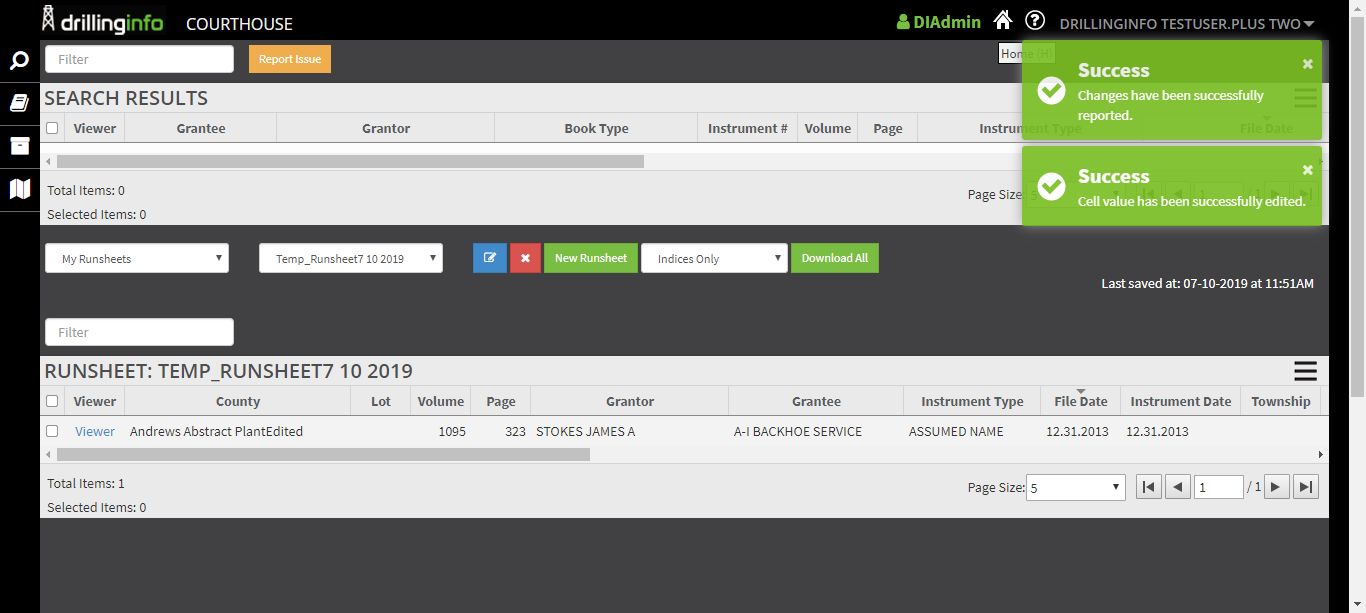 drillinginfo COURTHOUSE DIAdmin DRILLINGINFO TESTUSER.PLUS TWO
Filter Report Issue Home (H)
Success
Changes have been successfully
reported.
SEARCH RESULTS
Viewer Grantee Grantor Book Type Instrument # Volume Page Instrument Type File Date
Success
Cell value has been successfully edited.
Total Items: 0
Page Size: 5 1 / 1
Selected Items: 0
My Runsheets Temp_Runsheet7 10 2019 New Runsheet Indices Only Download All
Last saved at: 07-10-2019 at 11:51AM
Filter
RUNSHEET: TEMP_RUNSHEET7 10 2019
Viewer County Lot Volume Page Grantor Grantee Instrument Type File Date Instrument Date Township
Viewer Andrews Abstract PlantEdited 1095 323 STOKES JAMES A A-I BACKHOE SERVICE ASSUMED NAME 12.31.2013 12.31.2013
Total Items: 1
Page Size: 5 1 / 1
Selected Items: 0